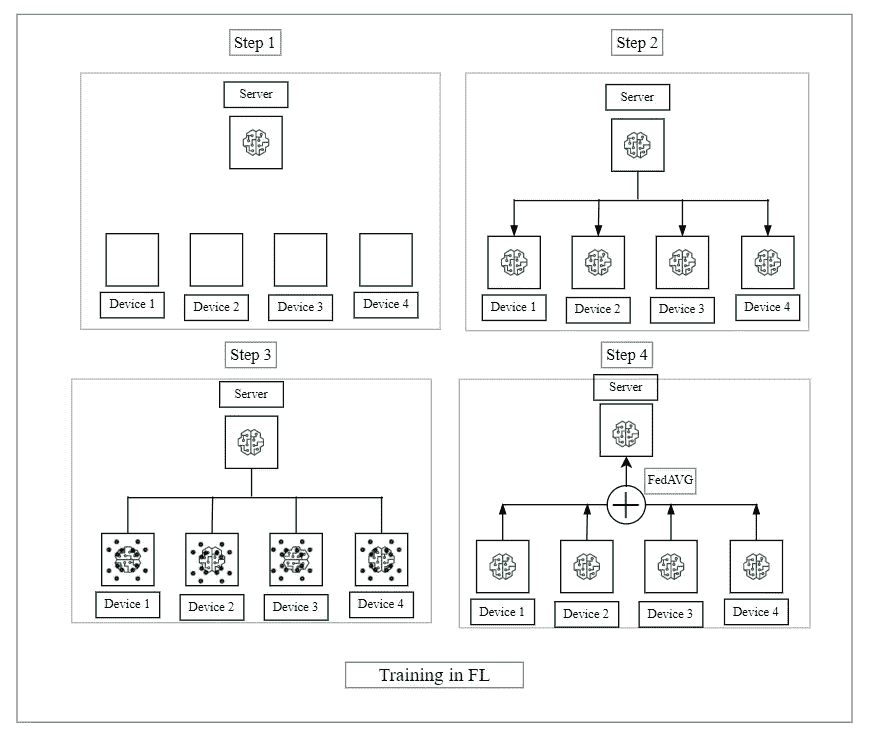 Step 1
Server
Device 1
Device 2
Device 3
Device 4
Step 2
Server
Device 1
Device 2
Device 3
Device 4
Step 3
Server
Device 1
Device 2
Device 3
Device 4
Step 4
Server
FedAVG
Device 1
Device 2
Device 3
Device 4
Training in FL